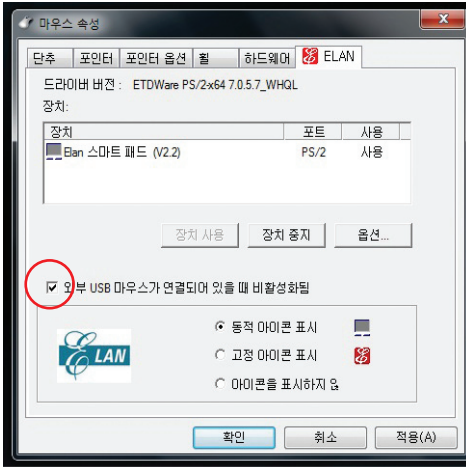 마우스 속성
단추 포인터 포인터 옵션 휠 하드웨어 ELAN
드라이버 버전 : ETDWare PS/2-x64 7.0.5.7_WHQL
장치:
장치 포트 사용
Elan 스마트 패드 (V2.2) PS/2 사용
장치 사용 장치 중지 옵션...
외부 USB 마우스가 연결되어 있을 때 비활성화됨
동적 아이콘 표시
ELAN
고정 아이콘 표시
아이콘을 표시하지 않
확인 취소 적용(A)